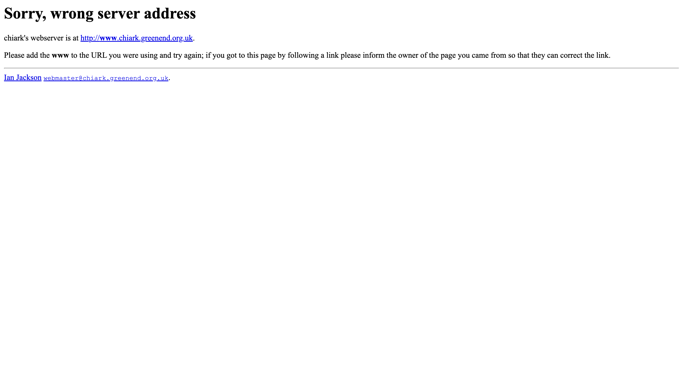 Sorry, wrong server address
chiark's webserver is at http://www.chiark.greenend.org.uk.
Please add the www to the URL you were using and try again; if you got to this page by following a link please inform the owner of the page you came from so that they can correct the link.
Ian Jackson webmaster@chiark.greenend.org.uk.